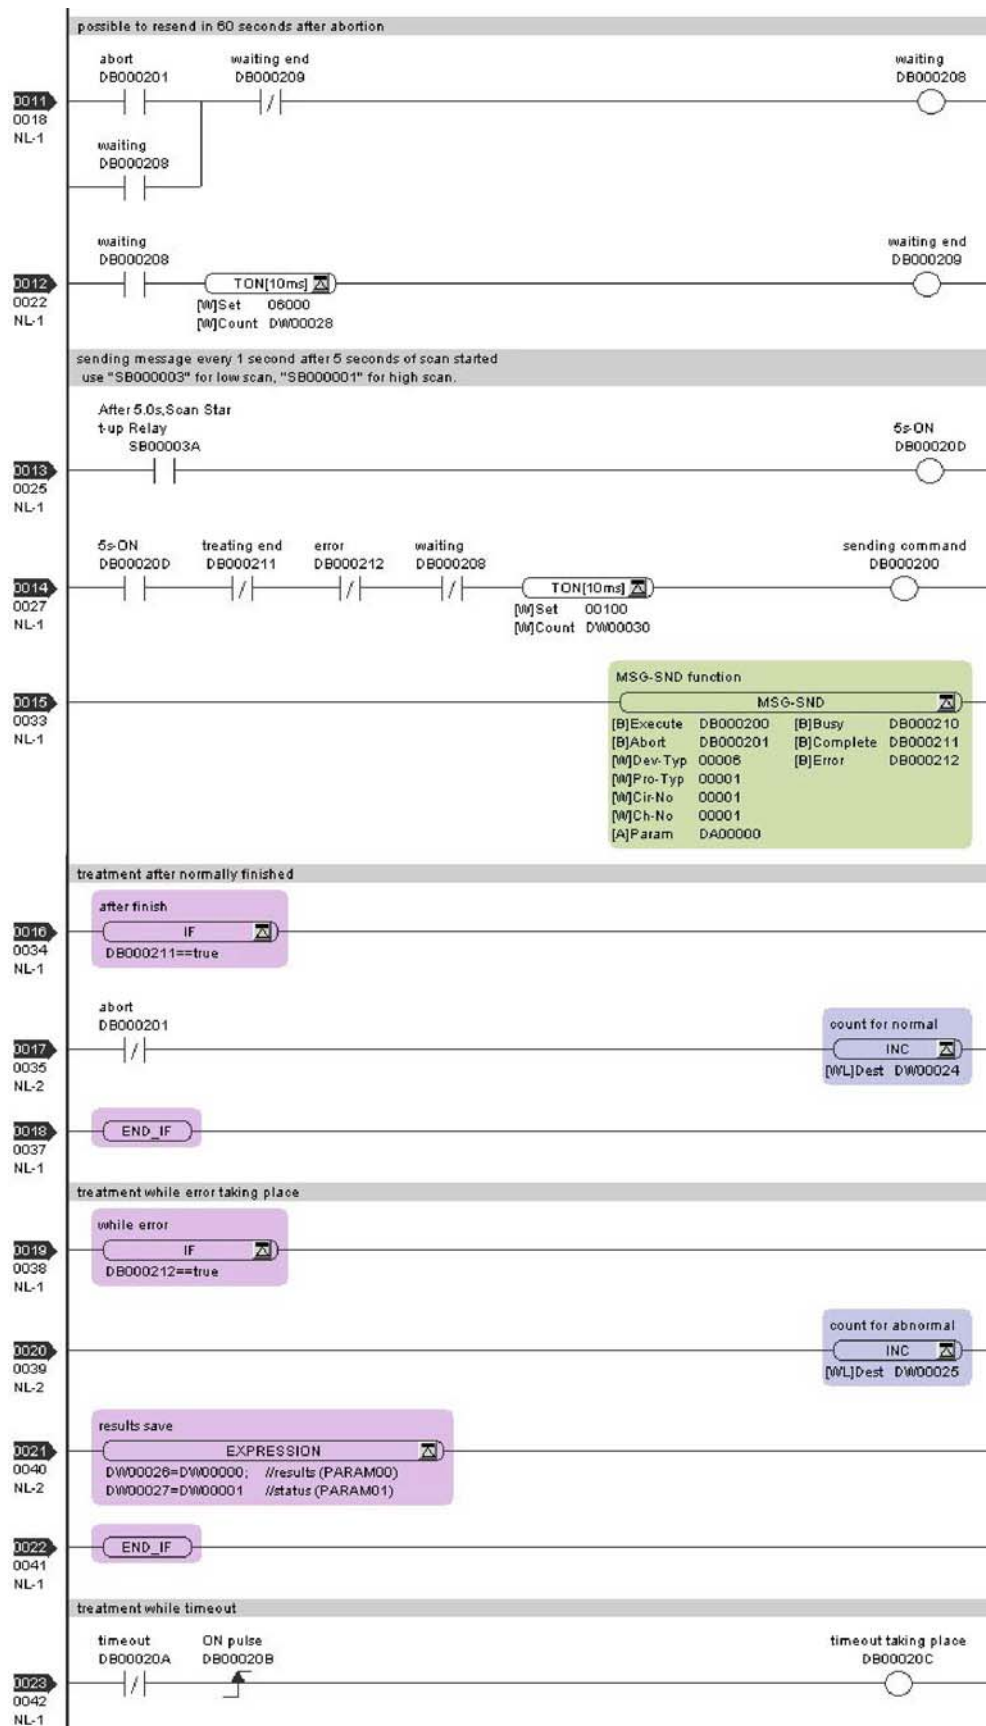 possible to resend in 60 seconds after abortion
abort waiting end waiting
DB000201 DB000209 DB000208
0011
0018
NL-1
waiting
DB000208
waiting waiting end
DB000208 DB000209
0012 TON[10ms]
0022 [W]Set 06000
NL-1 [W]Count DW00028
sending message every 1 second after 5 seconds of scan started
use "SB000003" for low scan, "SB000001" for high scan.
After 5.0s,Scan Star
t-up Relay 5s-ON
SB00003A DB00020D
0013
0025
NL-1
5s-ON treating end error waiting sending command
DB00020D DB000211 DB000212 DB000208 DB000200
0014 TON[10ms]
0027 [W]Set 00100
NL-1 [W]Count DW00030
MSG-SND function
0015 MSG-SND
0033 [B]Execute DB000200 [B]Busy DB000210
NL-1 [B]Abort DB000201 [B]Complete DB000211
[W]Dev-Typ 00006 [B]Error DB000212
[W]Pro-Typ 00001
[W]Cir-No 00001
[W]Ch-No 00001
[A]Param DA00000
treatment after normally finished
after finish
0016 IF
0034 DB000211==true
NL-1
abort
DB000201 count for normal
0017 INC
0035 [WL]Dest DW00024
NL-2
0018 END_IF
0037
NL-1
treatment while error taking place
while error
0019 IF
0038 DB000212==true
NL-1
count for abnormal
0020 INC
0039 [WL]Dest DW00025
NL-2
results save
0021 EXPRESSION
0040 DW00026=DW00000; //results (PARAM00)
NL-2 DW00027=DW00001 //status (PARAM01)
0022 END_IF
0041
NL-1
treatment while timeout
timeout ON pulse timeout taking place
DB00020A DB00020B DB00020C
0023
0042
NL-1